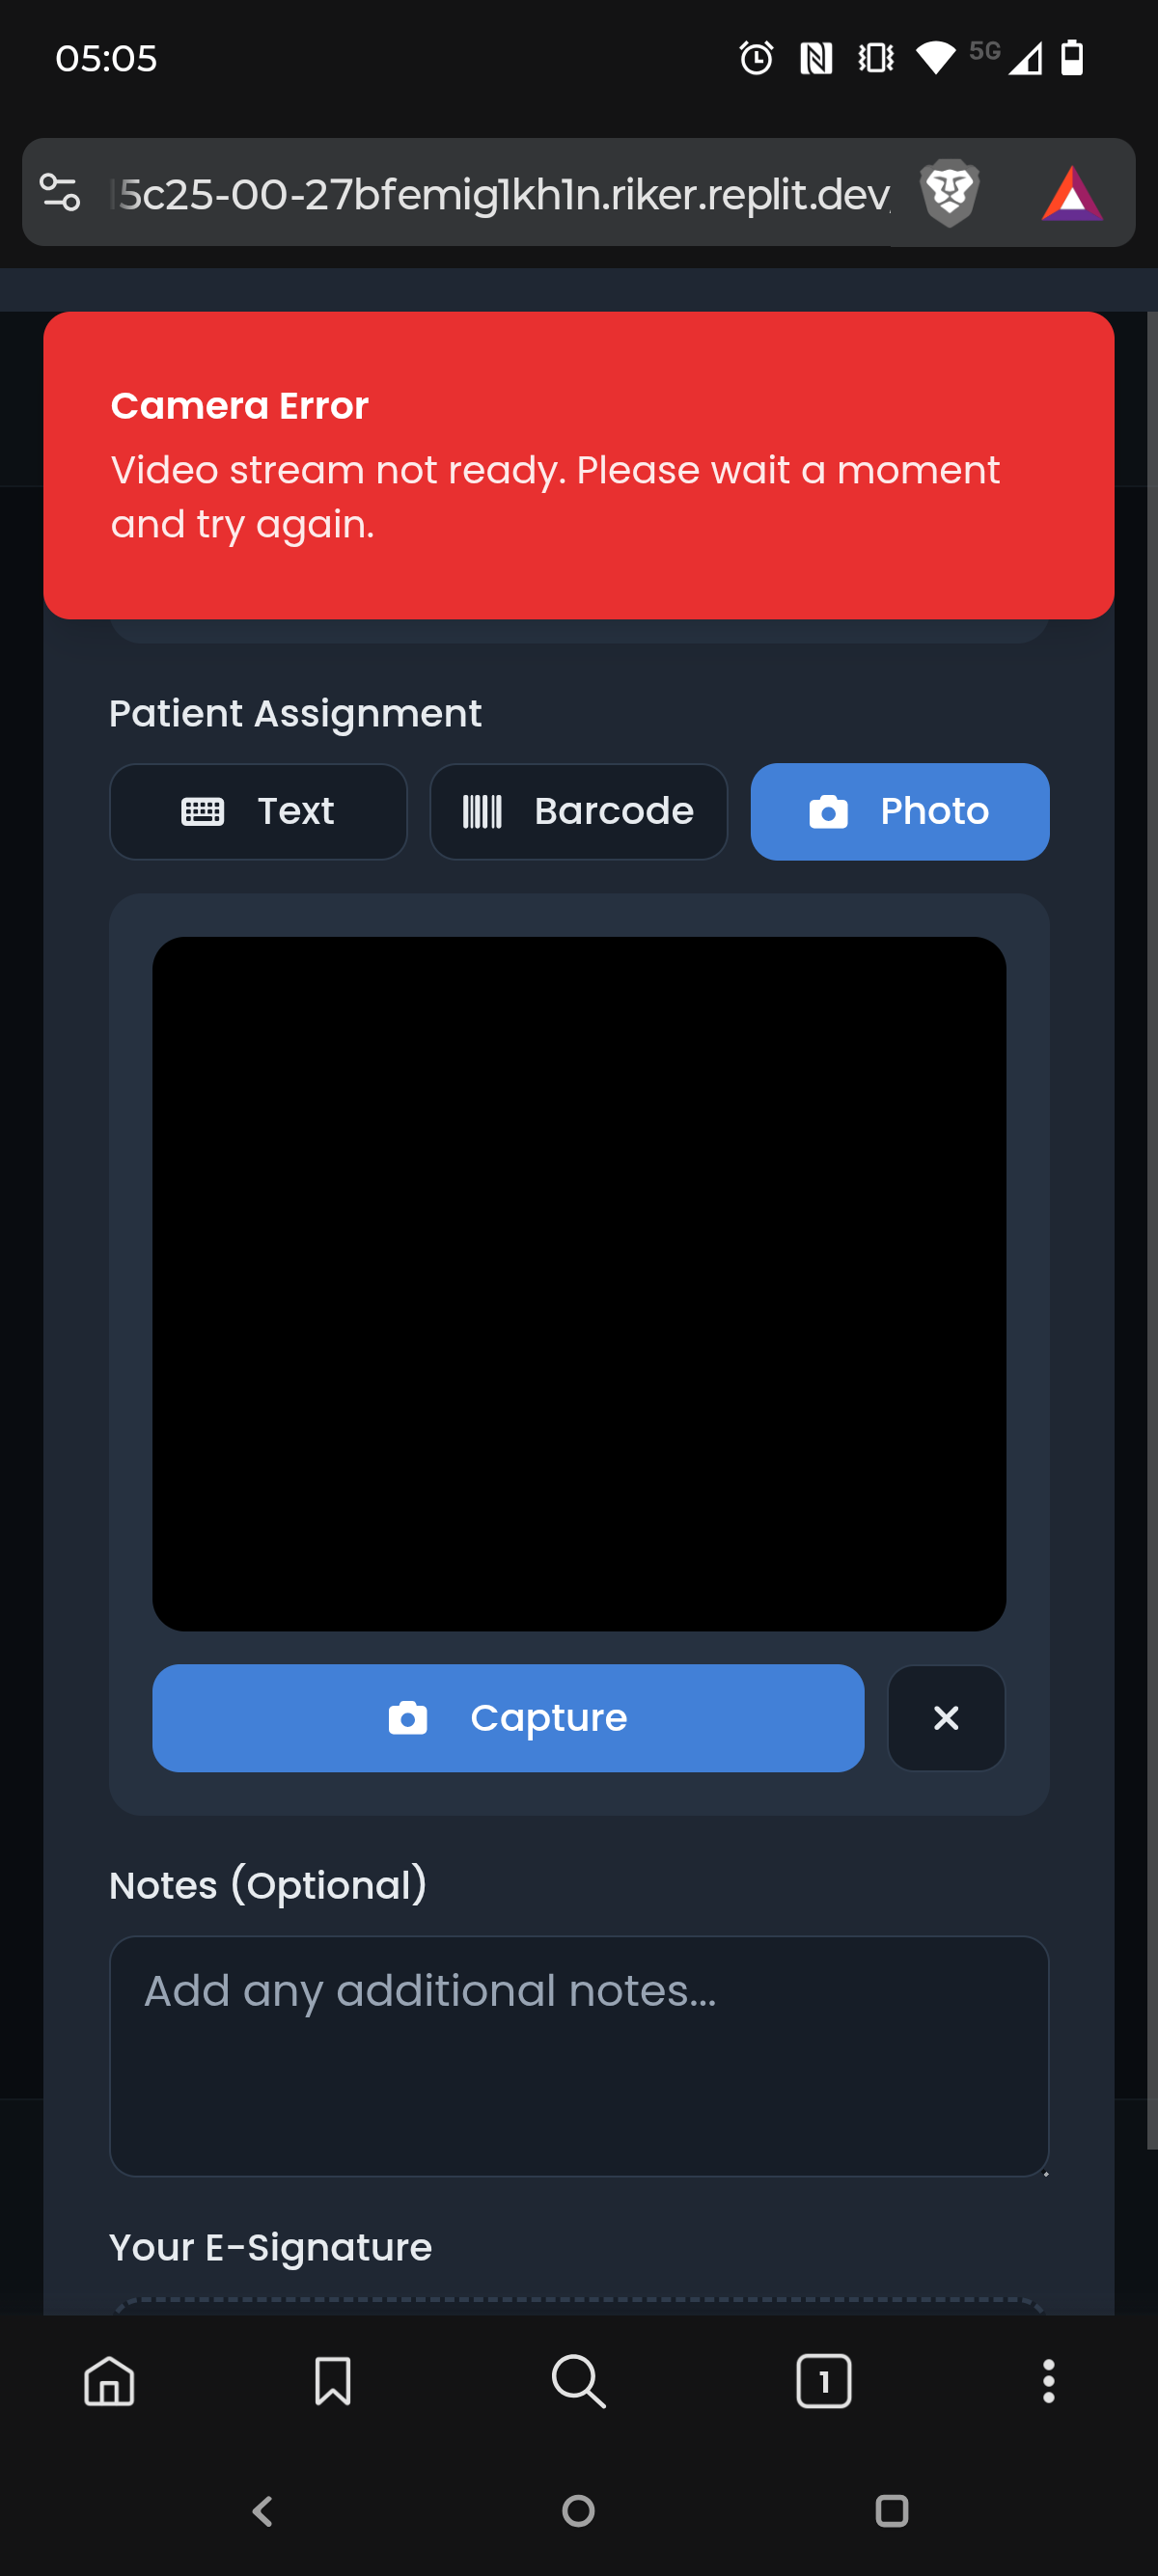 05:05
5G
5c25-00-27bfemig1kh1n.riker.replit.dev
Camera Error
Video stream not ready. Please wait a moment
and try again.
Patient Assignment
Text
Barcode
Photo
Capture
Notes (Optional)
Add any additional notes...
Your E-Signature
1